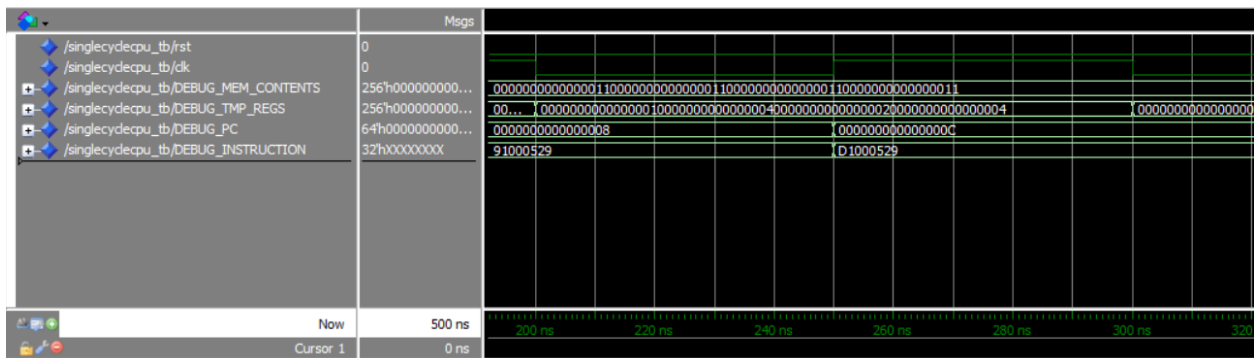 Msgs
/singlecyclecpu_tb/rst 0
/singlecyclecpu_tb/clk 0
/singlecyclecpu_tb/DEBUG_MEM_CONTENTS 256'h000000000... 0000000000000011000000000000001100000000000000110000000000000011
/singlecyclecpu_tb/DEBUG_TMP_REGS 256'h000000000... 00... 0000000000000001000000000000000400000000000000020000000000000004 0000000000000000
/singlecyclecpu_tb/DEBUG_PC 64'h0000000000... 0000000000000008 000000000000000C
/singlecyclecpu_tb/DEBUG_INSTRUCTION 32'hXXXXXXXX 91000529 D1000529
Now 500 ns 200 ns 220 ns 240 ns 260 ns 280 ns 300 ns 320
Cursor 1 0 ns